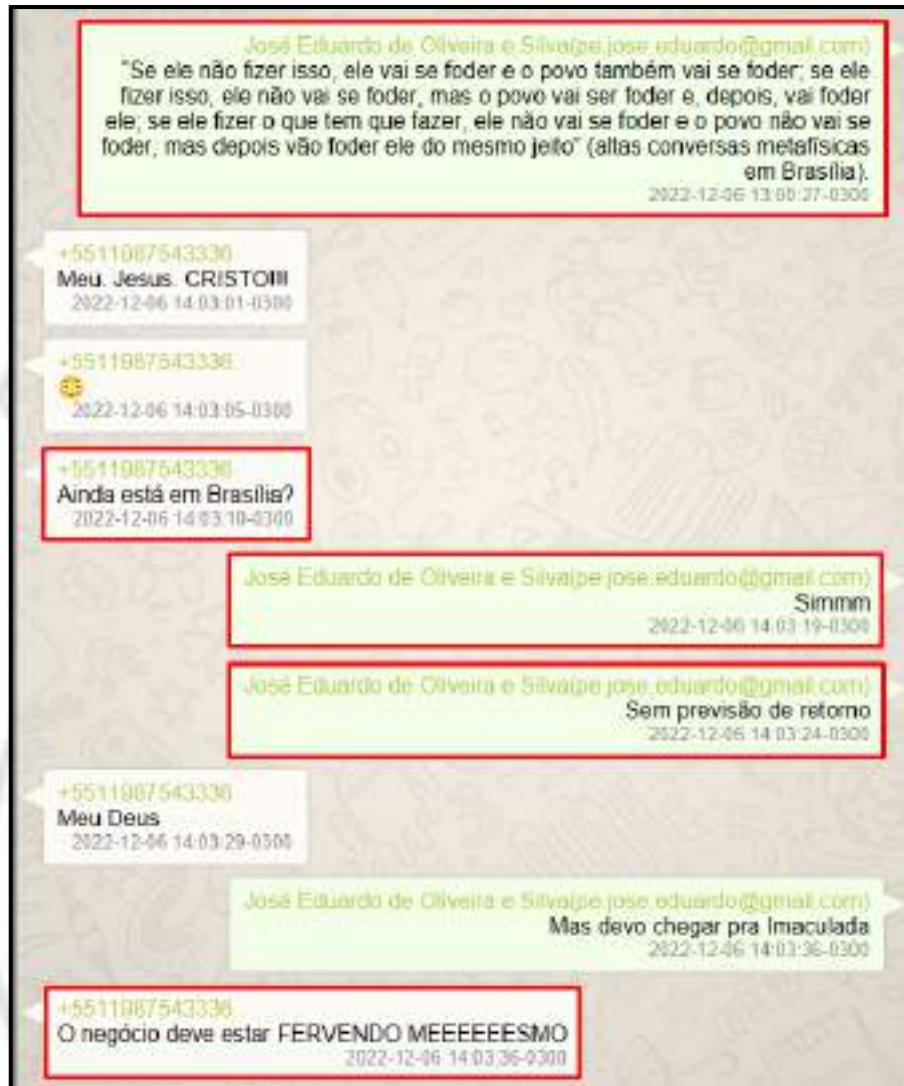 José Eduardo de Oliveira e Silva(pe.jose.eduardo@gmail.com)
"Se ele não fizer isso, ele vai se foder e o povo também vai se foder; se ele
fizer isso, ele não vai se foder, mas o povo vai ser foder e, depois, vai foder
ele; se ele fizer o que tem que fazer, ele não vai se foder e o povo não vai se
foder, mas depois vão foder ele do mesmo jeito" (altas conversas metafísicas
em Brasília).
2022-12-06 13:00:27-0300
+5511987543336
Meu. Jesus. CRISTO!!!!
2022-12-06 14:03:01-0300
+5511987543336
😳
2022-12-06 14:03:05-0300
+5511987543336
Ainda está em Brasília?
2022-12-06 14:03:10-0300
José Eduardo de Oliveira e Silva(pe.jose.eduardo@gmail.com)
Simmm
2022-12-06 14:03:19-0300
José Eduardo de Oliveira e Silva(pe.jose.eduardo@gmail.com)
Sem previsão de retorno
2022-12-06 14:03:24-0300
+5511987543336
Meu Deus
2022-12-06 14:03:29-0300
José Eduardo de Oliveira e Silva(pe.jose.eduardo@gmail.com)
Mas devo chegar pra Imaculada
2022-12-06 14:03:36-0300
+5511987543336
O negócio deve estar FERVENDO MEEEEEESMO
2022-12-06 14:03:36-0300